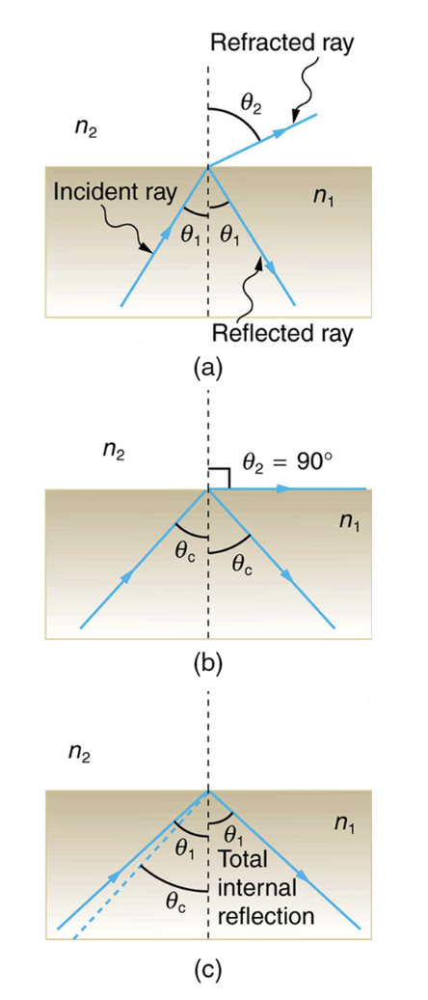 Refracted ray
θ2
n2
Incident ray
n1
θ1 θ1
Reflected ray
(a)
n2
θ2 = 90°
n1
θc θc
(b)
n2
n1
θ1 θ1
Total
internal
reflection
θc
(c)